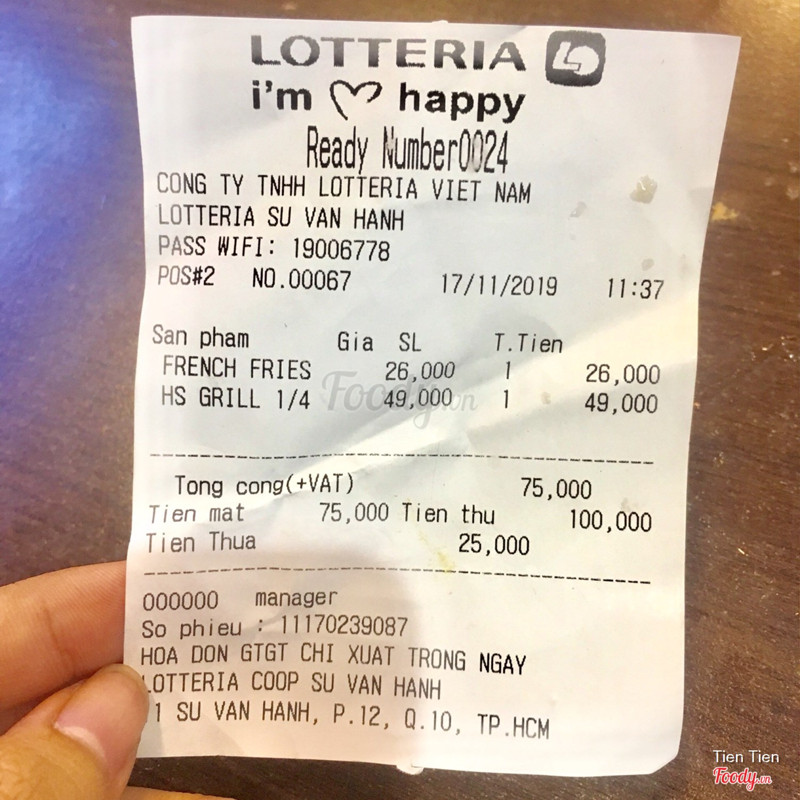 LOTTERIA
i'm happy
Ready Number0024
CONG TY TNHH LOTTERIA VIET NAM
LOTTERIA SU VAN HANH
PASS WIFI: 19006778
POS#2 NO.00067 17/11/2019 11:37
San pham Gia SL T.Tien
FRENCH FRIES 26,000 1 26,000
HS GRILL 1/4 49,000 1 49,000
Foody.vn
Tong cong(+VAT) 75,000
Tien mat 75,000 Tien thu 100,000
Tien Thua 25,000
000000 manager
So phieu : 11170239087
HOA DON GTGT CHI XUAT TRONG NGAY
LOTTERIA COOP SU VAN HANH
1 SU VAN HANH, P.12, Q.10, TP.HCM
Tien Tien
Foody.vn